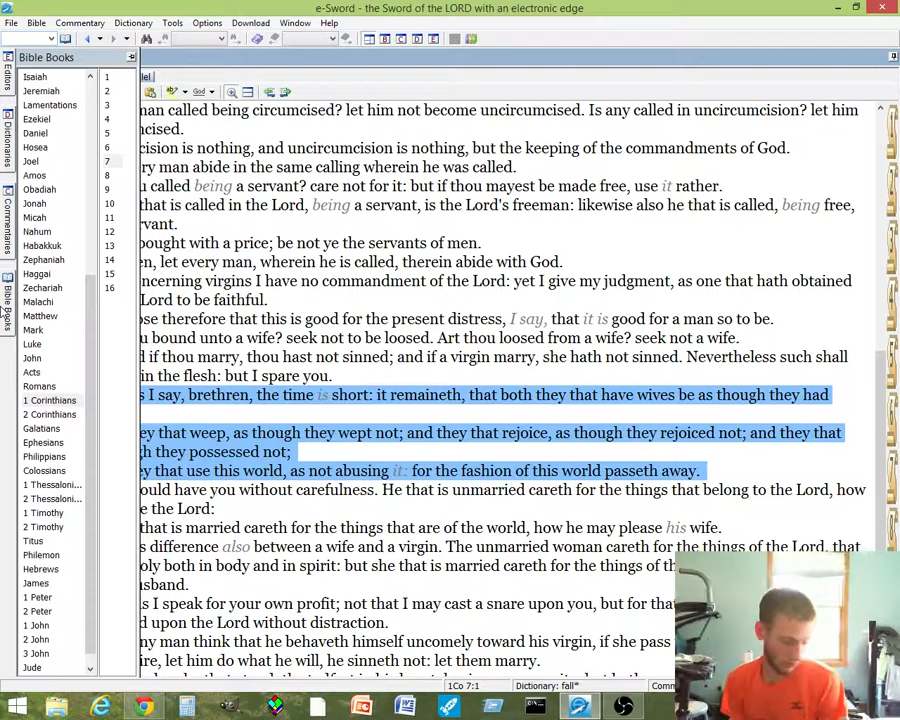 e-Sword - the Sword of the LORD with an electronic edge
File Bible Commentary Dictionary Tools Options Download Window Help
B C D E
Bible Books
el
God
Editors
Dictionaries
Commentaries
Bible Books
Isaiah 1
Jeremiah 2
Lamentations 3
Ezekiel 4
Daniel 5
Hosea 6
Joel 7
Amos 8
Obadiah 9
Jonah 10
Micah 11
Nahum 12
Habakkuk 13
Zephaniah 14
Haggai 15
Zechariah 16
Malachi
Matthew
Mark
Luke
John
Acts
Romans
1 Corinthians
2 Corinthians
Galatians
Ephesians
Philippians
Colossians
1 Thessaloni...
2 Thessaloni...
1 Timothy
2 Timothy
Titus
Philemon
Hebrews
James
1 Peter
2 Peter
1 John
2 John
3 John
Jude
man called being circumcised? let him not become uncircumcised. Is any called in uncircumcision? let him
mcised.
cision is nothing, and uncircumcision is nothing, but the keeping of the commandments of God.
ry man abide in the same calling wherein he was called.
u called being a servant? care not for it: but if thou mayest be made free, use it rather.
that is called in the Lord, being a servant, is the Lord's freeman: likewise also he that is called, being free,
rvant.
bought with a price; be not ye the servants of men.
en, let every man, wherein he is called, therein abide with God.
ncerning virgins I have no commandment of the Lord: yet I give my judgment, as one that hath obtained
Lord to be faithful.
ose therefore that this is good for the present distress, I say, that it is good for a man so to be.
u bound unto a wife? seek not to be loosed. Art thou loosed from a wife? seek not a wife.
d if thou marry, thou hast not sinned; and if a virgin marry, she hath not sinned. Nevertheless such shall
in the flesh: but I spare you.
s I say, brethren, the time is short: it remaineth, that both they that have wives be as though they had
ey that weep, as though they wept not; and they that rejoice, as though they rejoiced not; and they that
gh they possessed not;
ey that use this world, as not abusing it: for the fashion of this world passeth away.
ould have you without carefulness. He that is unmarried careth for the things that belong to the Lord, how
e the Lord:
that is married careth for the things that are of the world, how he may please his wife.
s difference also between a wife and a virgin. The unmarried woman careth for the things of the Lord, that
oly both in body and in spirit: but she that is married careth for the things of th
usband.
is I speak for your own profit; not that I may cast a snare upon you, but for that
d upon the Lord without distraction.
ny man think that he behaveth himself uncomely toward his virgin, if she pass
ire, let him do what he will, he sinneth not: let them marry.
1Co 7:1 Dictionary: fall* Comm